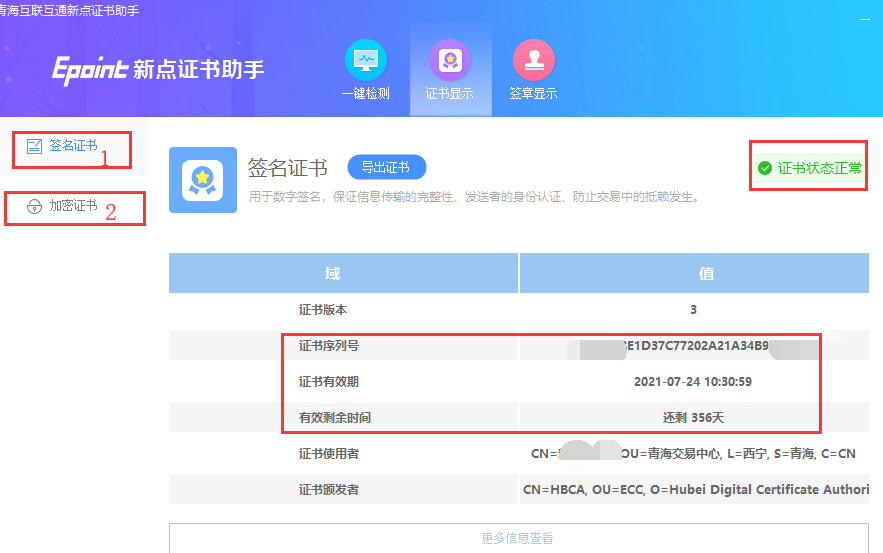 青海互联互通新点证书助手
Epoint 新点证书助手
一键检测 证书显示 签章显示
签名证书 1
加密证书 2
签名证书 导出证书
用于数字签名，保证信息传输的完整性、发送者的身份认证、防止交易中的抵赖发生。
证书状态正常
域 值
证书版本 3
证书序列号 E1D37C77202A21A34B9
证书有效期 2021-07-24 10:30:59
有效剩余时间 还剩 356天
证书使用者 CN= OU=青海交易中心, L=西宁, S=青海, C=CN
证书颁发者 CN=HBCA, OU=ECC, O=Hubei Digital Certificate Authori
更多信息查看